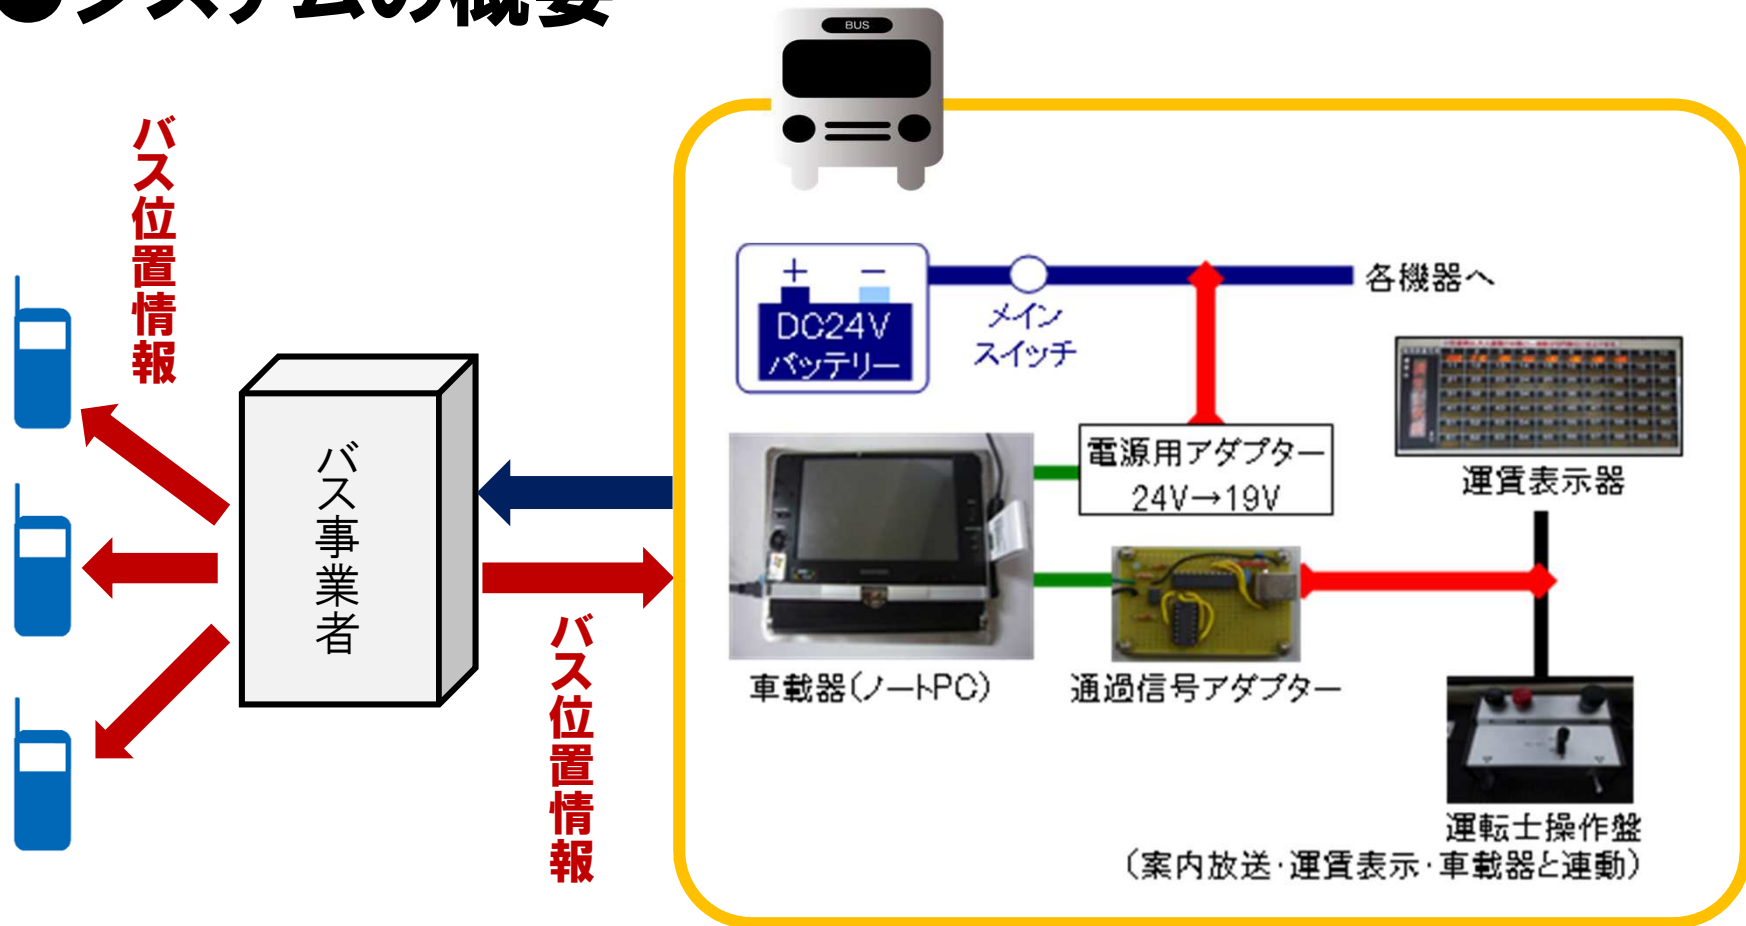 ●システムの概要
BUS
バス位置情報
バス事業者
バス位置情報
+ −
DC24V
バッテリー
メイン
スイッチ
各機器へ
電源用アダプター
24V→19V
運賃表示器
車載器(ノートPC)
通過信号アダプター
運転士操作盤
(案内放送・運賃表示・車載器と連動)